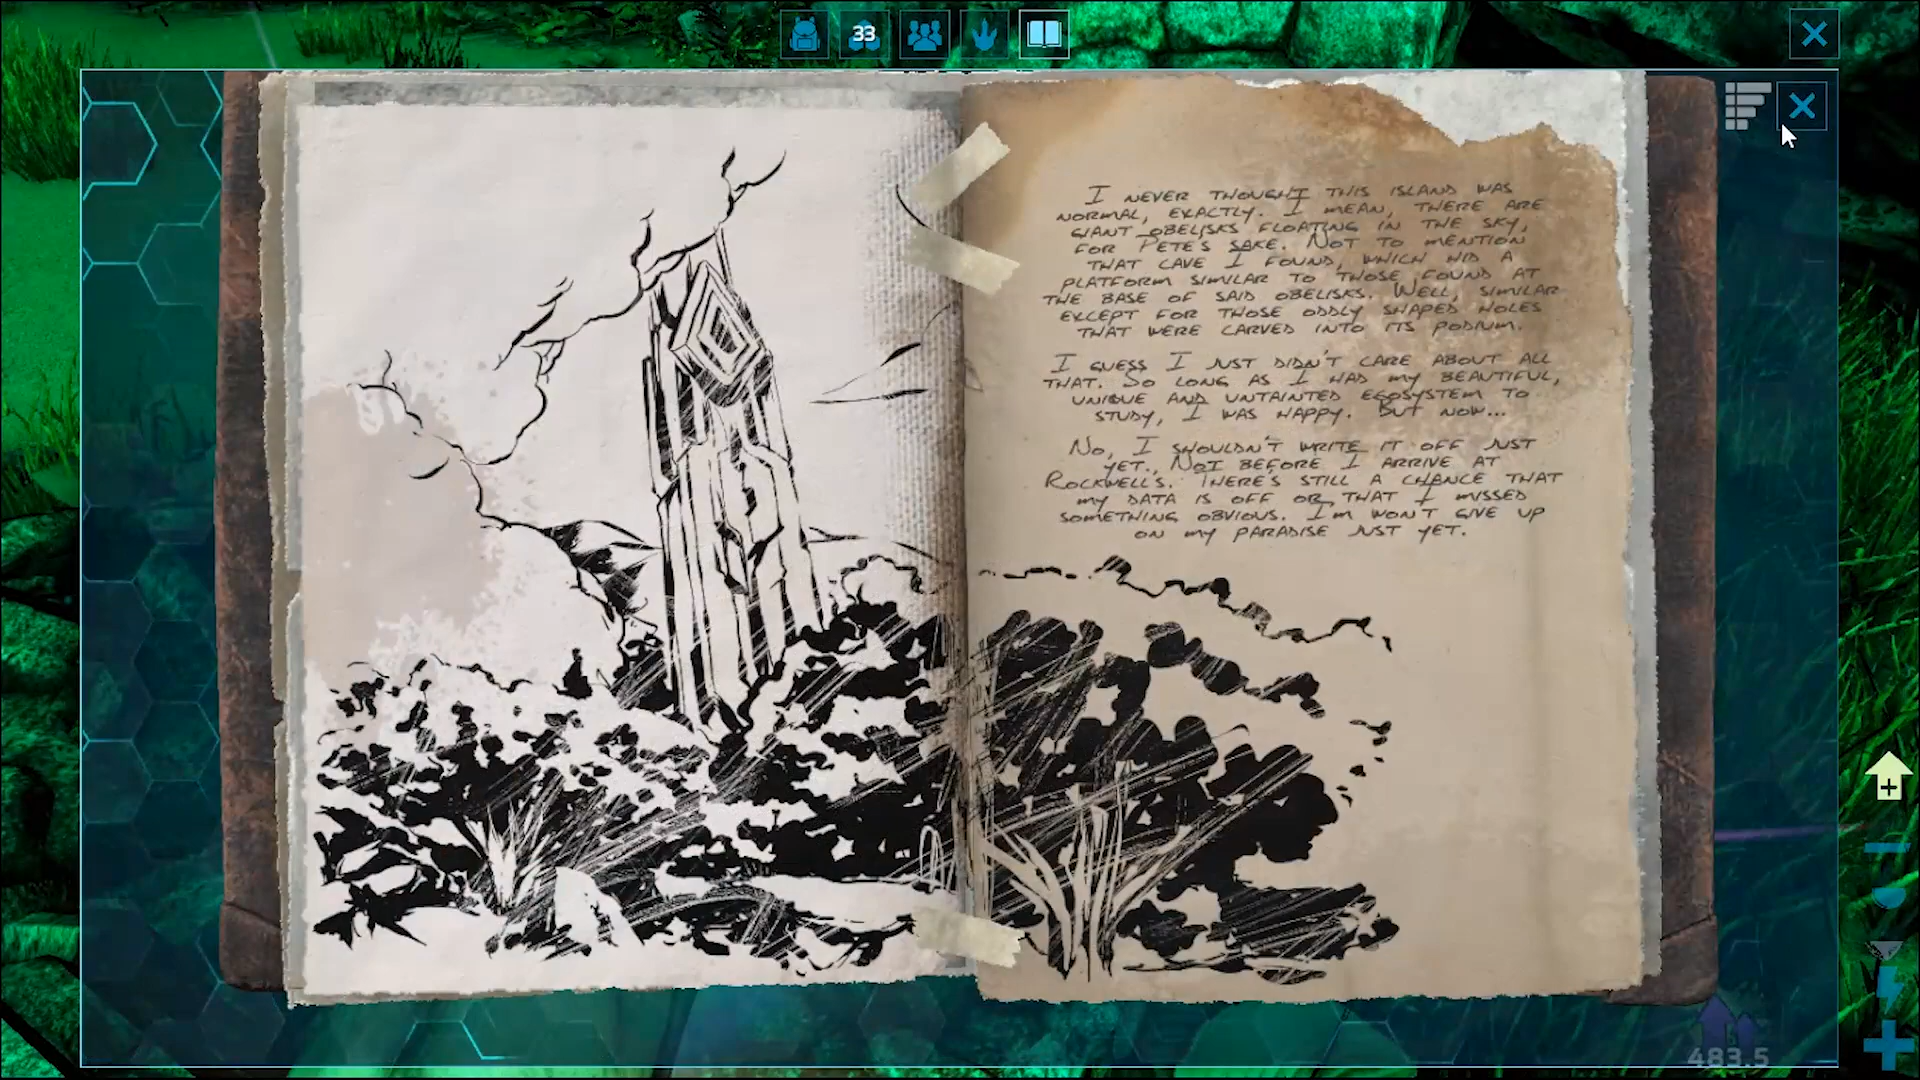 33
I NEVER THOUGHT THIS ISLAND WAS
NORMAL, EXACTLY. I MEAN, THERE ARE
GIANT OBELISKS FLOATING IN THE SKY,
FOR PETE'S SAKE. NOT TO MENTION
THAT CAVE I FOUND, WHICH HID A
PLATFORM SIMILAR TO THOSE FOUND AT
THE BASE OF SAID OBELISKS. WELL, SIMILAR
EXCEPT FOR THOSE ODDLY SHAPED HOLES
THAT WERE CARVED INTO ITS PODIUM.
I GUESS I JUST DIDN'T CARE ABOUT ALL
THAT. SO LONG AS I HAD MY BEAUTIFUL,
UNIQUE AND UNTAINTED ECOSYSTEM TO
STUDY, I WAS HAPPY. BUT NOW...
NO, I SHOULDN'T WRITE IT OFF JUST
YET. NOT BEFORE I ARRIVE AT
ROCKWELL'S. THERE'S STILL A CHANCE THAT
MY DATA IS OFF OR THAT I MISSED
SOMETHING OBVIOUS. I'M WON'T GIVE UP
ON MY PARADISE JUST YET.
483.5